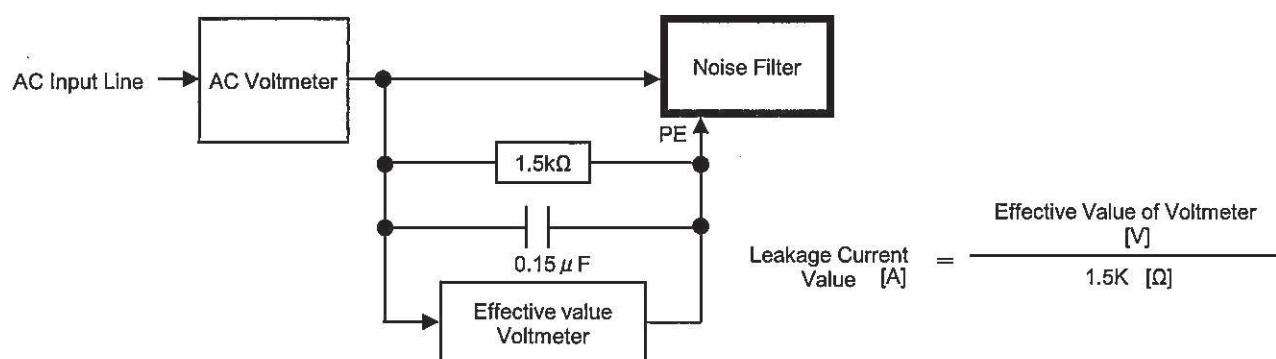 AC Input Line
AC Voltmeter
Noise Filter
PE
1.5kΩ
0.15 μ F
Effective value
Voltmeter
Leakage Current
Value [A]
=
Effective Value of Voltmeter
[V]
1.5K [Ω]